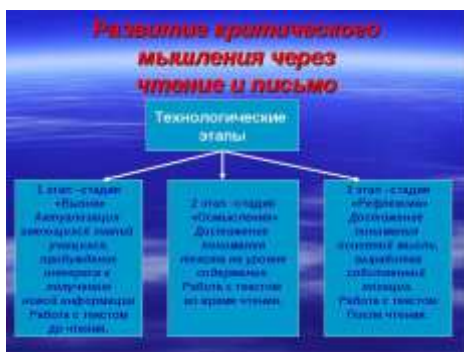 Развитие критического
мышления через
чтение и письмо
Технологические
этапы
1 этап –стадия
Актуализация
имеющихся знаний
учащихся,
пробуждение
интереса к
получению
новой информации
Работа с текстом
до чтения.
2 этап –стадия
«Осмысление»
Достижение
понимания
текста на уровне
содержания
Работа с текстом
во время чтения.
3 этап –стадия
«Рефлексия»
Достижение
понимания
основной мысли,
выработка
собственной
позиции.
Работа с текстом
После чтения.